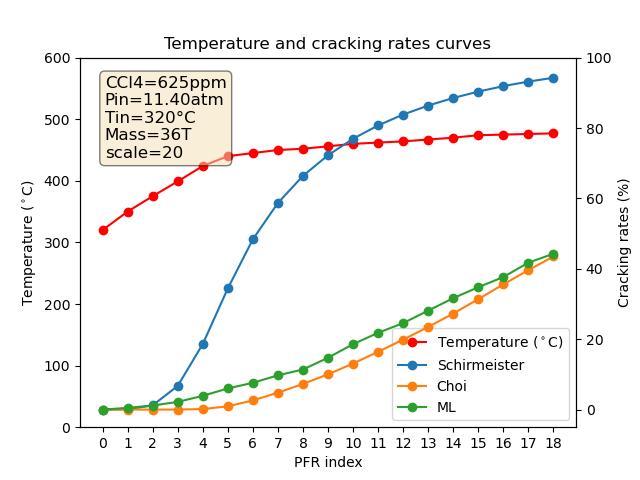 Temperature and cracking rates curves
CCl4=625ppm
Pin=11.40atm
Tin=320°C
Mass=36T
scale=20
600
500
400
300
200
100
0
Temperature (°C)
100
80
60
40
20
0
Cracking rates (%)
Temperature (°C)
Schirmeister
Choi
ML
0 1 2 3 4 5 6 7 8 9 10 11 12 13 14 15 16 17 18
PFR index